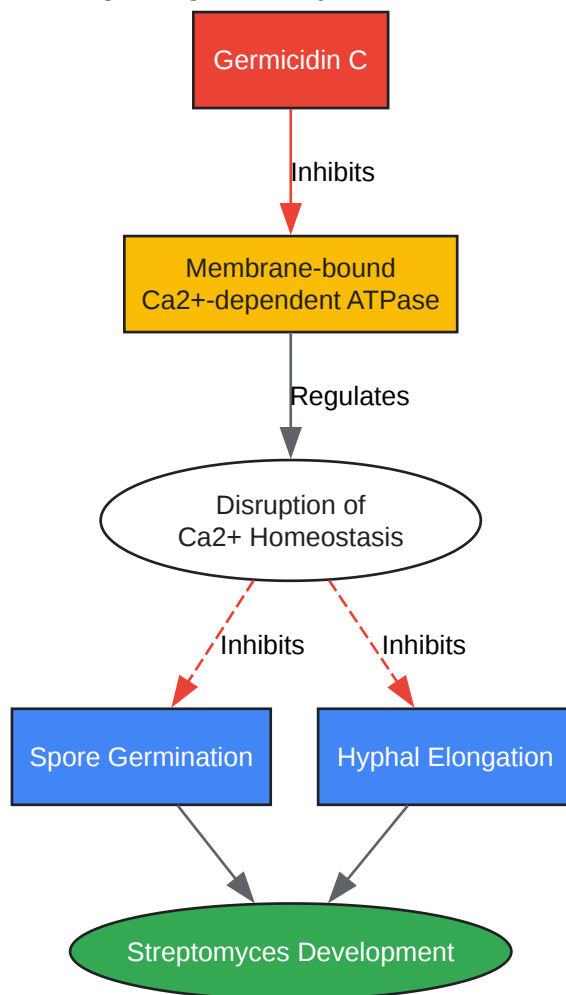 Germicidin C
Inhibits
Membrane-bound
Ca2+-dependent ATPase
Regulates
Disruption of
Ca2+ Homeostasis
Inhibits
Inhibits
Spore Germination
Hyphal Elongation
Streptomyces Development